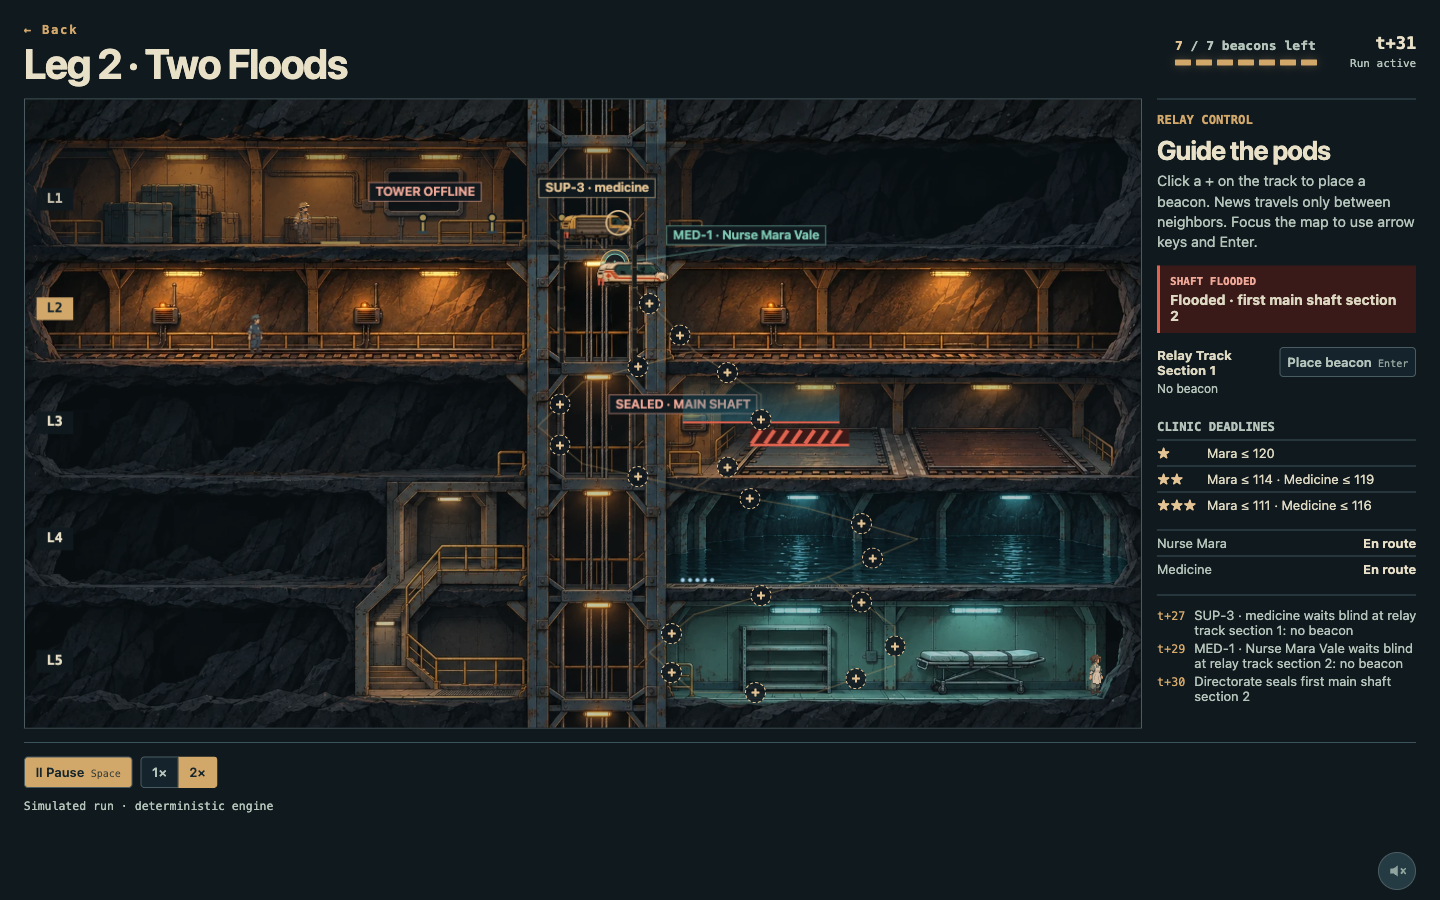 ← Back
Leg 2 · Two Floods
7 / 7 beacons left
t+31
Run active
L1
TOWER OFFLINE
SUP-3 · medicine
MED-1 · Nurse Mara Vale
L2
L3
SEALED · MAIN SHAFT
L4
L5
RELAY CONTROL
Guide the pods
Click a + on the track to place a
beacon. News travels only between
neighbors. Focus the map to use arrow
keys and Enter.
SHAFT FLOODED
Flooded · first main shaft section
2
Relay Track
Section 1
No beacon
Place beacon Enter
CLINIC DEADLINES
★ Mara ≤ 120
★★ Mara ≤ 114 · Medicine ≤ 119
★★★ Mara ≤ 111 · Medicine ≤ 116
Nurse Mara En route
Medicine En route
t+27 SUP-3 · medicine waits blind at relay
track section 1: no beacon
t+29 MED-1 · Nurse Mara Vale waits blind
at relay track section 2: no beacon
t+30 Directorate seals first main shaft
section 2
II Pause Space
1×
2×
Simulated run · deterministic engine